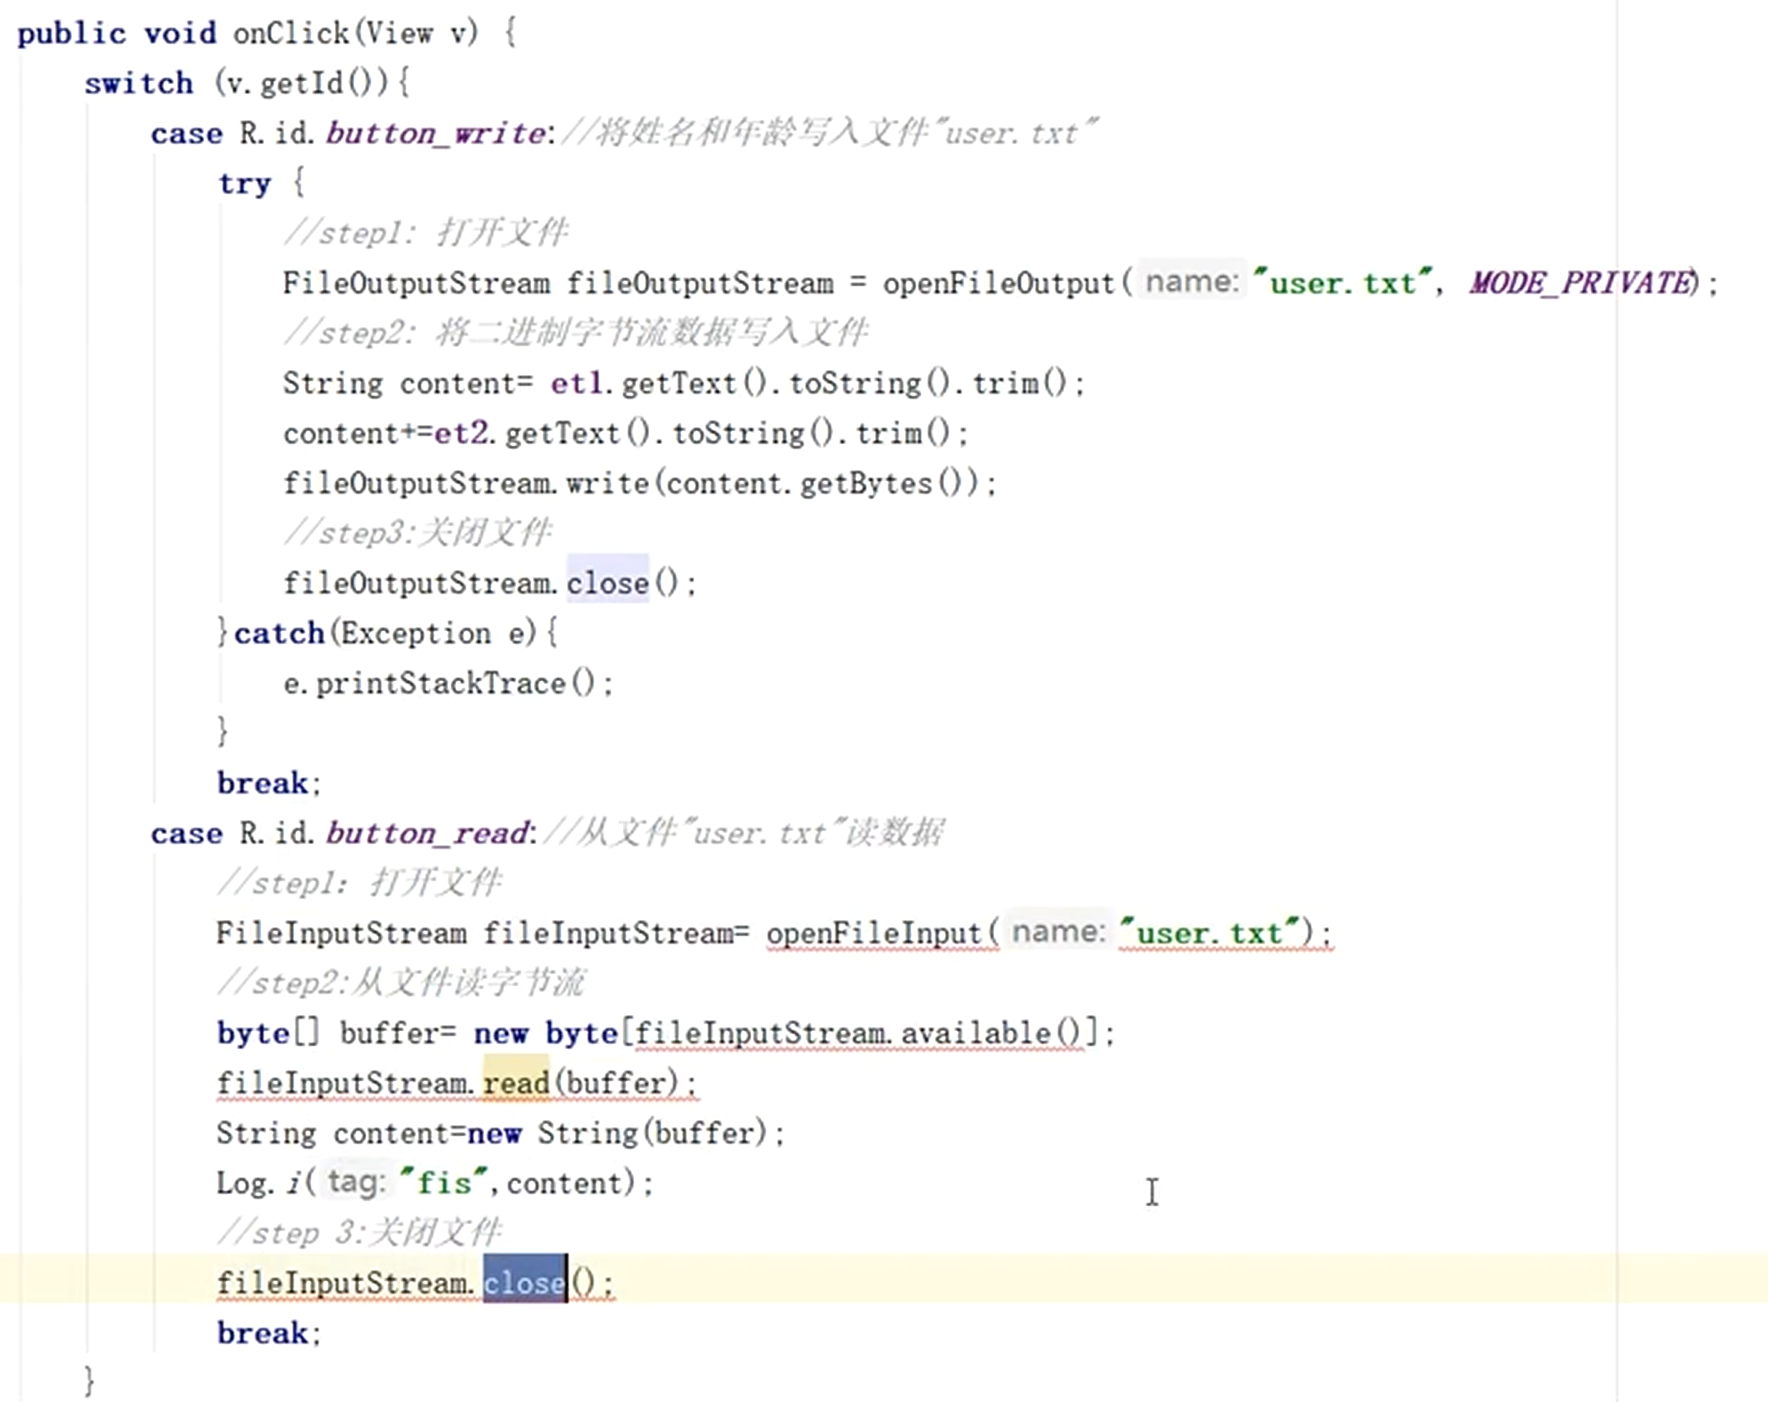 public void onClick(View v) {
switch (v.getId()){
case R.id.button_write://将姓名和年龄写入文件"user.txt"
try {
//step1: 打开文件
FileOutputStream fileOutputStream = openFileOutput( name: "user.txt", MODE_PRIVATE);
//step2: 将二进制字节流数据写入文件
String content= et1.getText().toString().trim();
content+=et2.getText().toString().trim();
fileOutputStream.write(content.getBytes());
//step3:关闭文件
fileOutputStream.close();
}catch(Exception e){
e.printStackTrace();
}
break;
case R.id.button_read://从文件"user.txt"读数据
//step1: 打开文件
FileInputStream fileInputStream= openFileInput( name: "user.txt");
//step2:从文件读字节流
byte[] buffer= new byte[fileInputStream.available()];
fileInputStream.read(buffer);
String content=new String(buffer);
Log.i( tag: "fis",content);
//step 3:关闭文件
fileInputStream.close();
break;
}